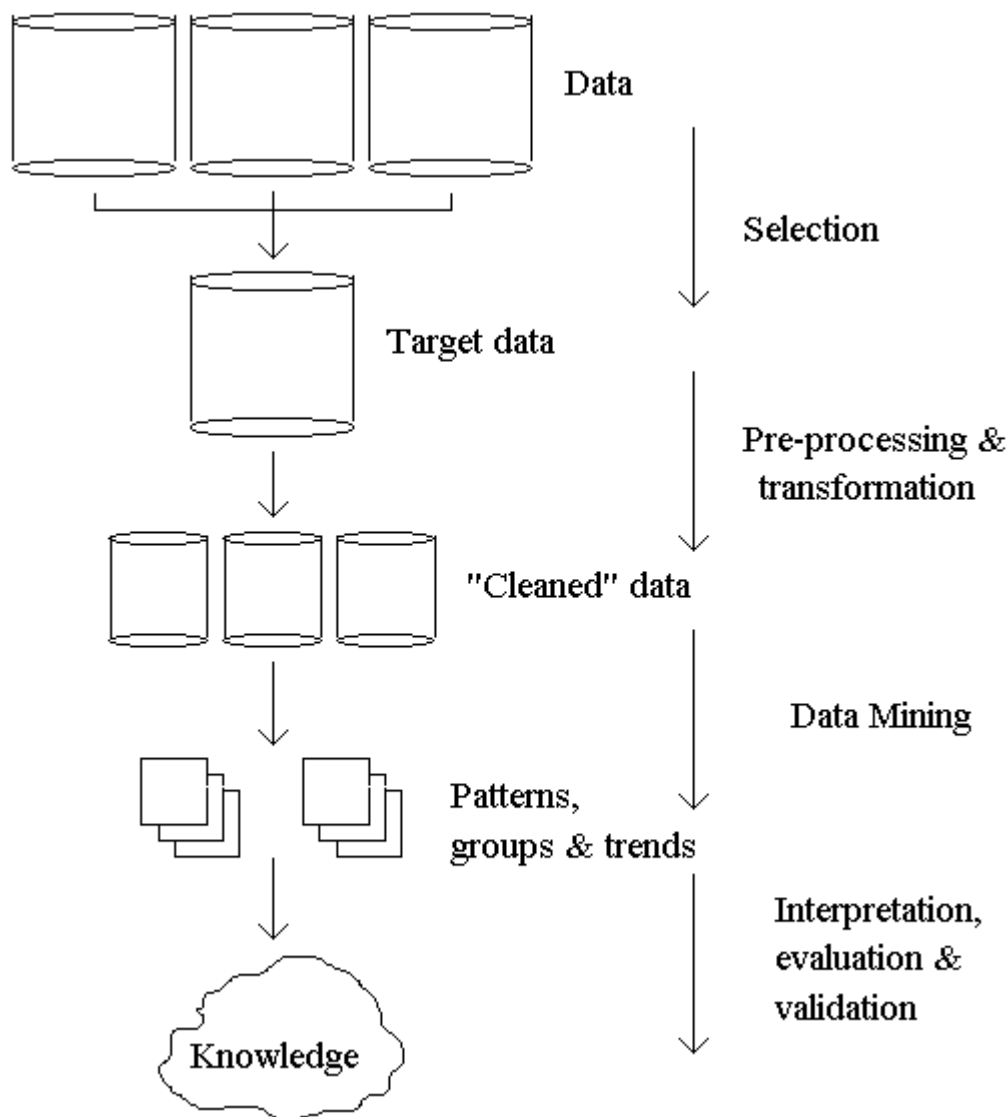 Data
Selection
Target data
Pre-processing &
transformation
"Cleaned" data
Data Mining
Patterns,
groups & trends
Interpretation,
evaluation &
validation
Knowledge